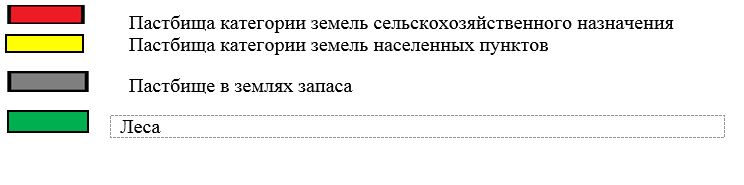 Пастбища категории земель сельскохозяйственного назначения
Пастбища категории земель населенных пунктов
Пастбище в землях запаса
Леса